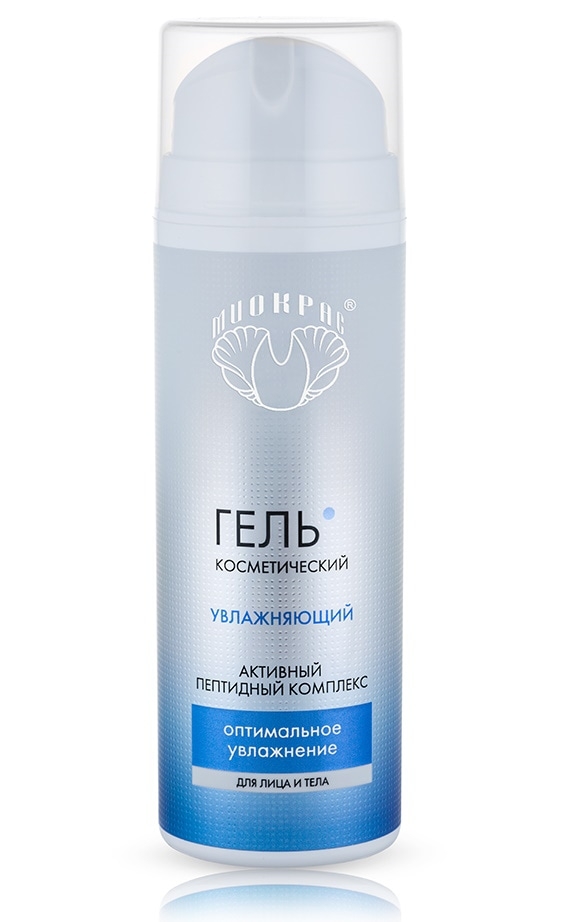 МИОКРАС®
ГЕЛЬ
КОСМЕТИЧЕСКИЙ
УВЛАЖНЯЮЩИЙ
АКТИВНЫЙ
ПЕПТИДНЫЙ КОМПЛЕКС
оптимальное
увлажнение
ДЛЯ ЛИЦА И ТЕЛА